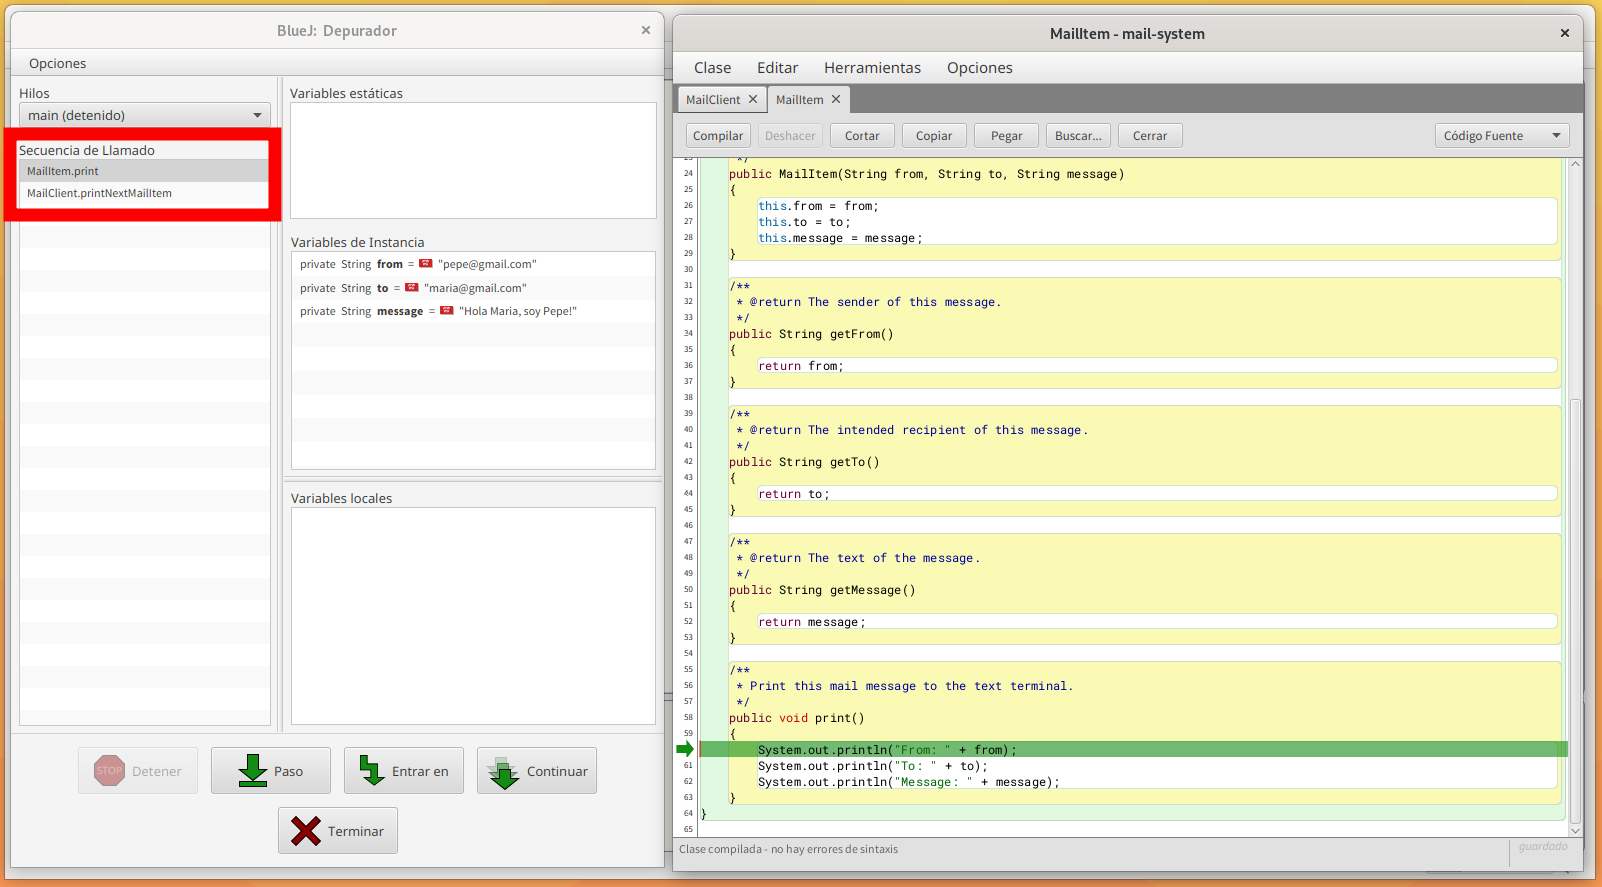 BlueJ: Depurador
Opciones
Hilos
main (detenido)
Secuencia de Llamado
MailItem.print
MailClient.printNextMailItem
Variables estáticas
Variables de Instancia
private String from = "pepe@gmail.com"
private String to = "maria@gmail.com"
private String message = "Hola Maria, soy Pepe!"
Variables locales
STOP Detener
Paso
Entrar en
Continuar
Terminar
MailItem - mail-system
Clase Editar Herramientas Opciones
MailClient MailItem
Compilar Deshacer Cortar Copiar Pegar Buscar... Cerrar Código Fuente
23 */
24 public MailItem(String from, String to, String message)
25 {
26 this.from = from;
27 this.to = to;
28 this.message = message;
29 }
30
31 /**
32 * @return The sender of this message.
33 */
34 public String getFrom()
35 {
36 return from;
37 }
38
39 /**
40 * @return The intended recipient of this message.
41 */
42 public String getTo()
43 {
44 return to;
45 }
46
47 /**
48 * @return The text of the message.
49 */
50 public String getMessage()
51 {
52 return message;
53 }
54
55 /**
56 * Print this mail message to the text terminal.
57 */
58 public void print()
59 {
System.out.println("From: " + from);
61 System.out.println("To: " + to);
62 System.out.println("Message: " + message);
63 }
64 }
65
Clase compilada - no hay errores de sintaxis
guardado